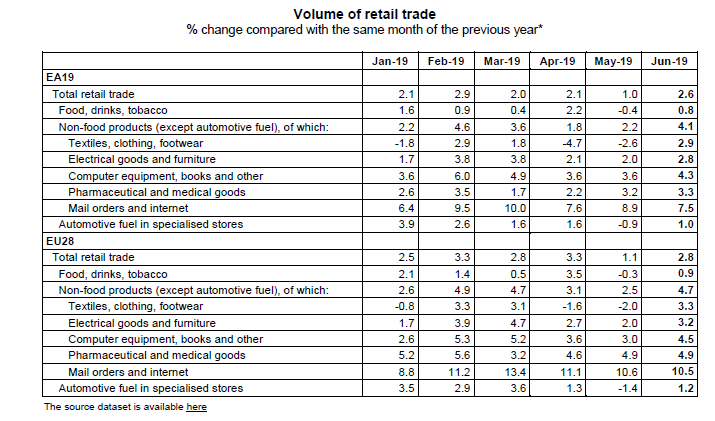 Volume of retail trade
% change compared with the same month of the previous year*
Jan-19 Feb-19 Mar-19 Apr-19 May-19 Jun-19
EA19
Total retail trade 2.1 2.9 2.0 2.1 1.0 2.6
Food, drinks, tobacco 1.6 0.9 0.4 2.2 -0.4 0.8
Non-food products (except automotive fuel), of which: 2.2 4.6 3.6 1.8 2.2 4.1
Textiles, clothing, footwear -1.8 2.9 1.8 -4.7 -2.6 2.9
Electrical goods and furniture 1.7 3.8 3.8 2.1 2.0 2.8
Computer equipment, books and other 3.6 6.0 4.9 3.6 3.6 4.3
Pharmaceutical and medical goods 2.6 3.5 1.7 2.2 3.2 3.3
Mail orders and internet 6.4 9.5 10.0 7.6 8.9 7.5
Automotive fuel in specialised stores 3.9 2.6 1.6 1.6 -0.9 1.0
EU28
Total retail trade 2.5 3.3 2.8 3.3 1.1 2.8
Food, drinks, tobacco 2.1 1.4 0.5 3.5 -0.3 0.9
Non-food products (except automotive fuel), of which: 2.6 4.9 4.7 3.1 2.5 4.7
Textiles, clothing, footwear -0.8 3.3 3.1 -1.6 -2.0 3.3
Electrical goods and furniture 1.7 3.9 4.7 2.7 2.0 3.2
Computer equipment, books and other 2.6 5.3 5.2 3.6 3.0 4.5
Pharmaceutical and medical goods 5.2 5.6 3.2 4.6 4.9 4.9
Mail orders and internet 8.8 11.2 13.4 11.1 10.6 10.5
Automotive fuel in specialised stores 3.5 2.9 3.6 1.3 -1.4 1.2
The source dataset is available here